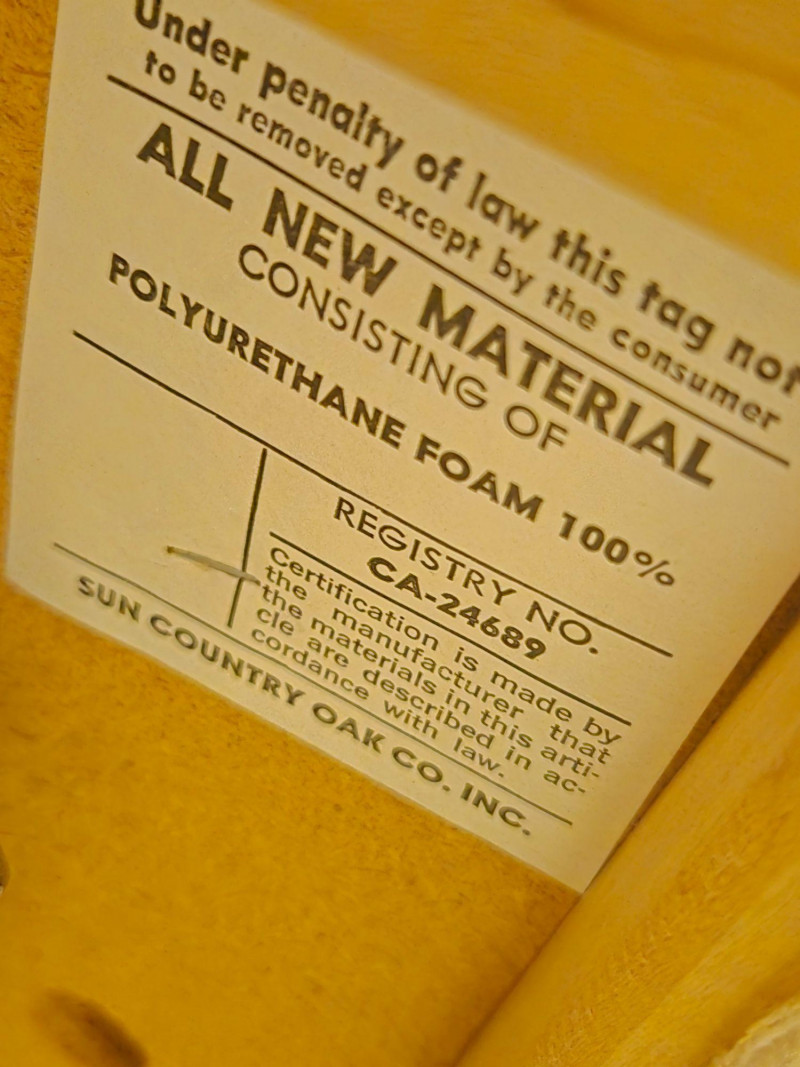 Under penalty of law this tag not
to be removed except by the consumer
ALL NEW MATERIAL
CONSISTING OF
POLYURETHANE FOAM 100%
REGISTRY NO.
CA-24689
Certification is made by
the manufacturer that
the materials in this arti-
cle are described in ac-
cordance with law.
SUN COUNTRY OAK CO. INC.